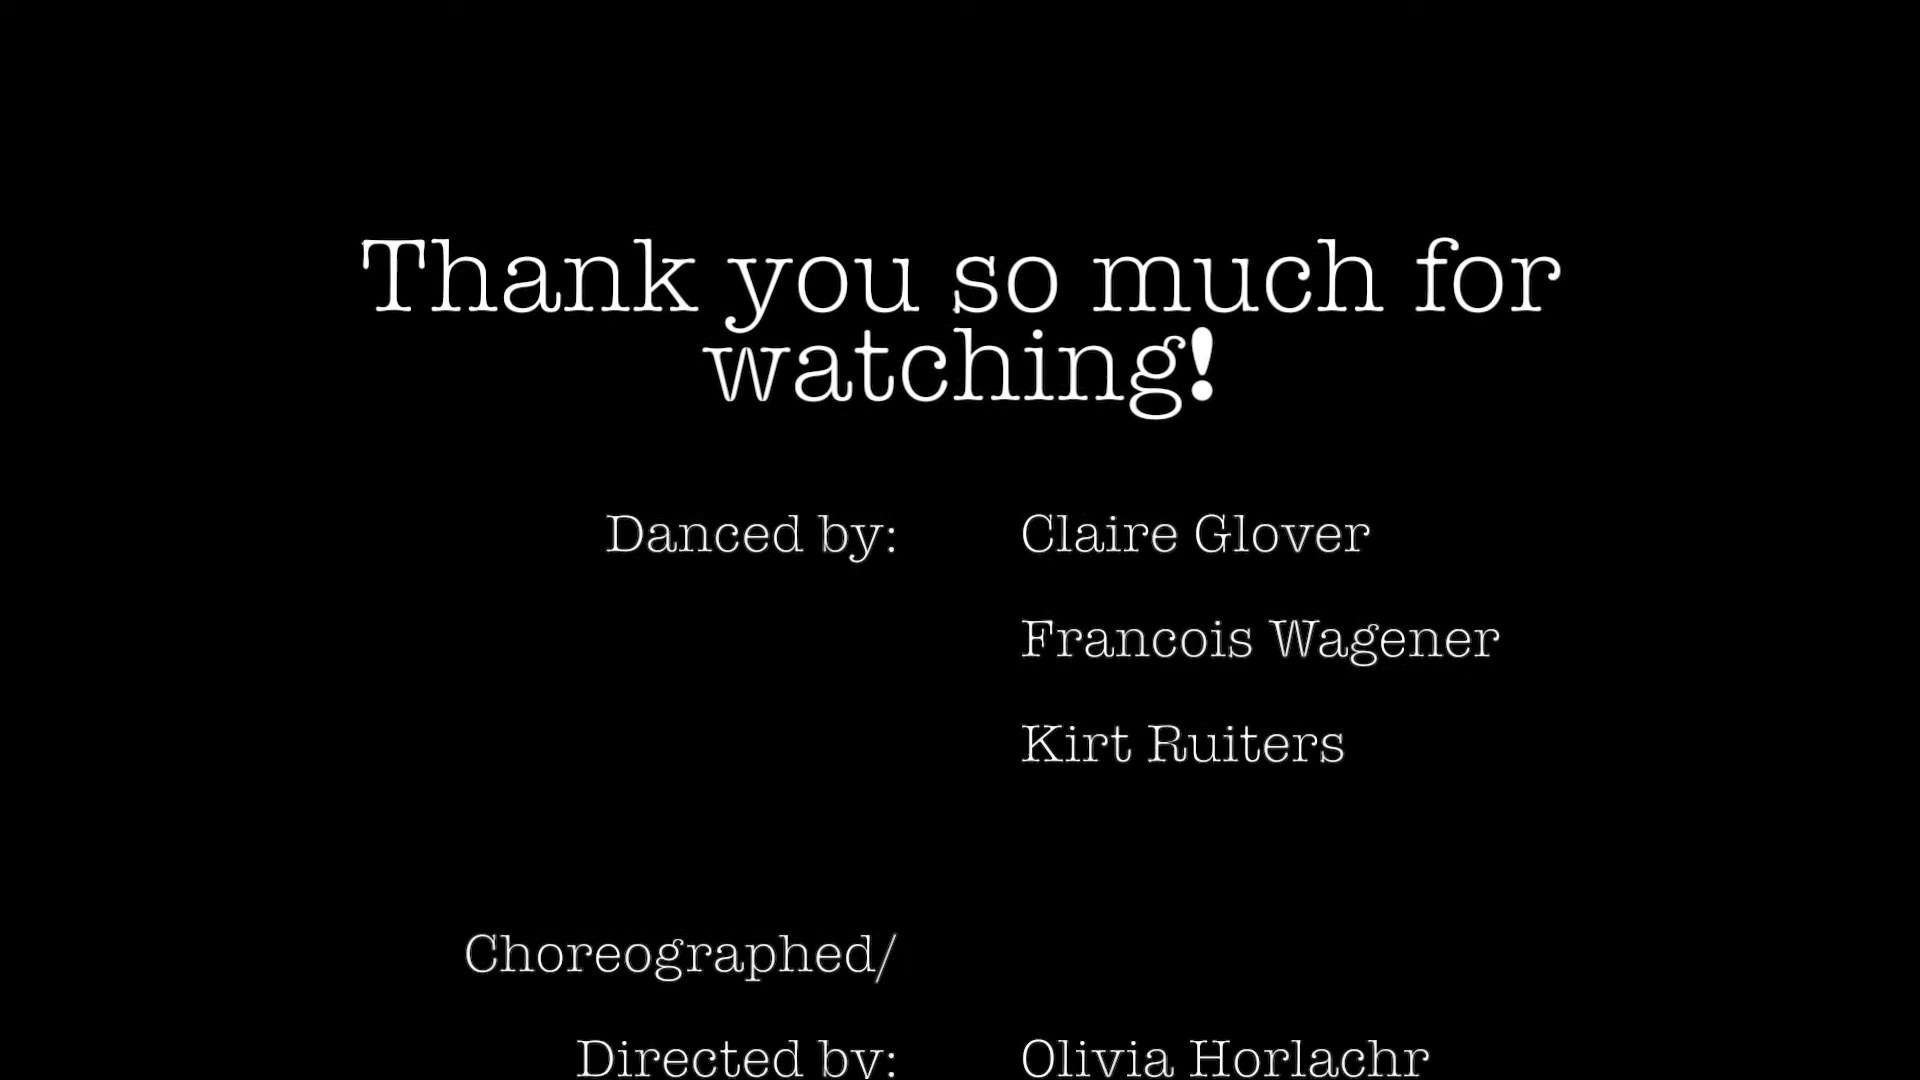 Thank you so much for
watching!
Danced by: Claire Glover
Francois Wagener
Kirt Ruiters
Choreographed/
Directed by: Olivia Horlachr